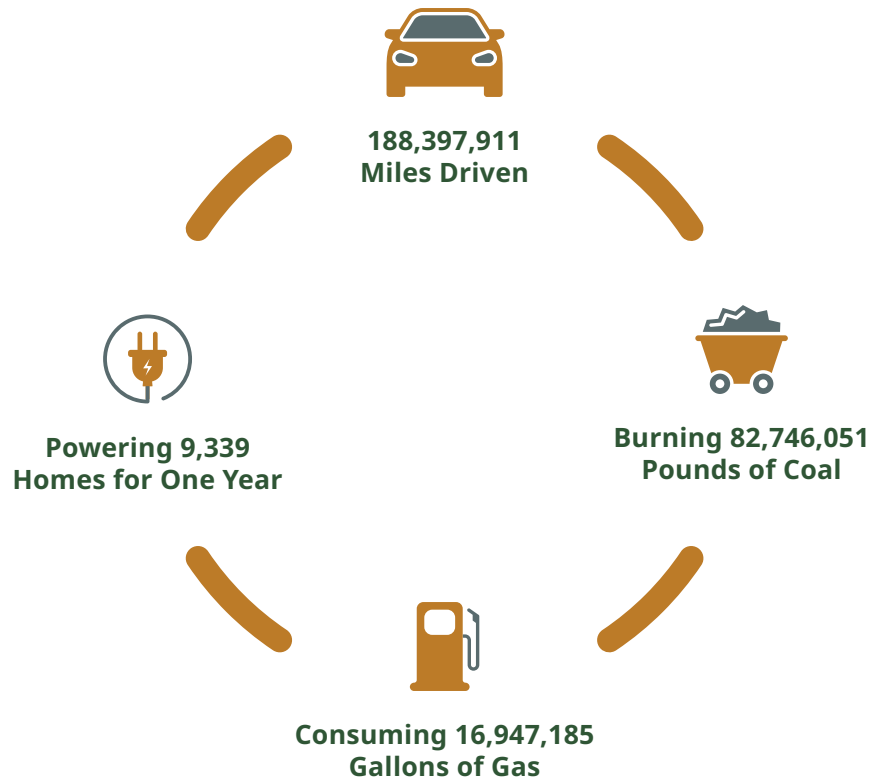 188,397,911
Miles Driven
Burning 82,746,051
Pounds of Coal
Powering 9,339
Homes for One Year
Consuming 16,947,185
Gallons of Gas